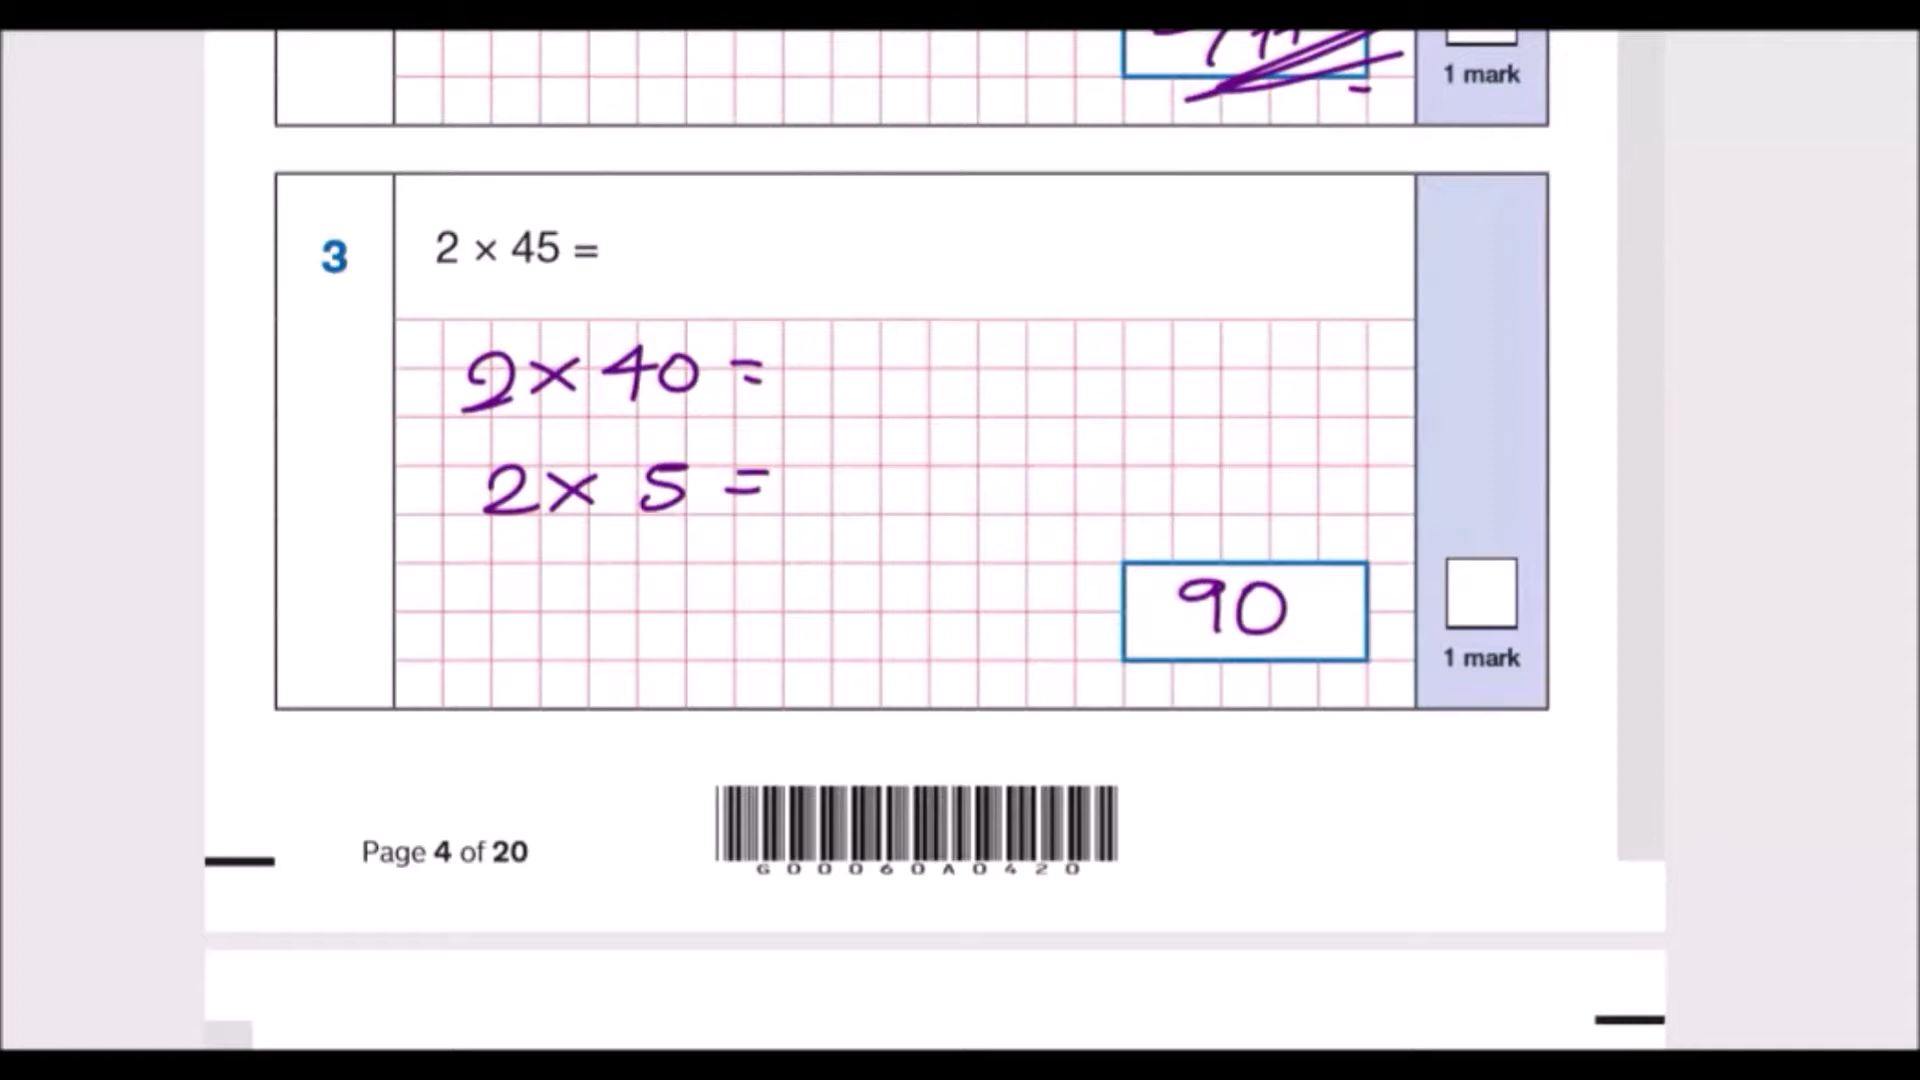 1 mark
3
2 × 45 =
2 × 40 =
2 × 5 =
90
1 mark
Page 4 of 20
G00060A0420